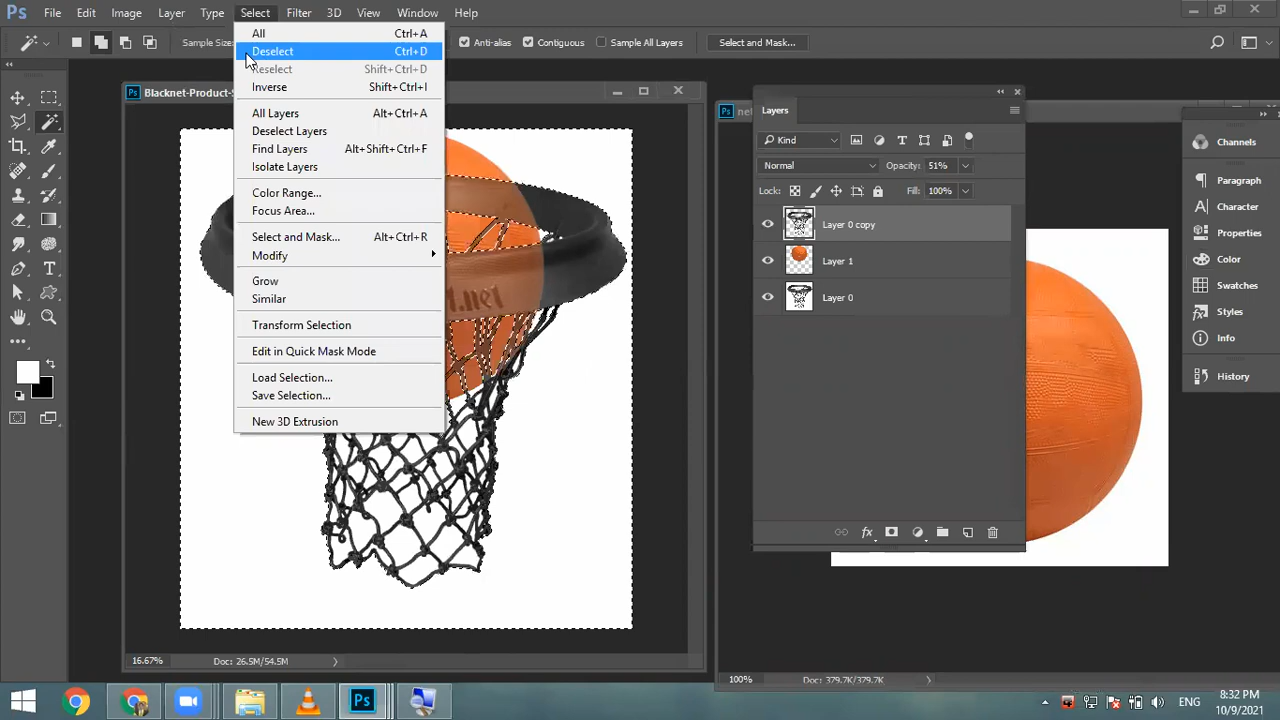 Ps File Edit Image Layer Type Select Filter 3D View Window Help
Sample Size: Anti-alias Contiguous Sample All Layers Select and Mask...
All Ctrl+A
Deselect Ctrl+D
Reselect Shift+Ctrl+D
Inverse Shift+Ctrl+I
All Layers Alt+Ctrl+A
Deselect Layers
Find Layers Alt+Shift+Ctrl+F
Isolate Layers
Color Range...
Focus Area...
Select and Mask... Alt+Ctrl+R
Modify
Grow
Similar
Transform Selection
Edit in Quick Mask Mode
Load Selection...
Save Selection...
New 3D Extrusion
Ps Blacknet-Product-S
.net
16.67% Doc: 26.5M/54.5M
Ps net
Layers
Kind
Normal Opacity: 51%
Lock: Fill: 100%
Layer 0 copy
Layer 1
Layer 0
fx
100% Doc: 379.7K/379.7K
Channels
Paragraph
Character
Properties
Color
Swatches
Styles
Info
History
Ps
ENG
8:32 PM
10/9/2021